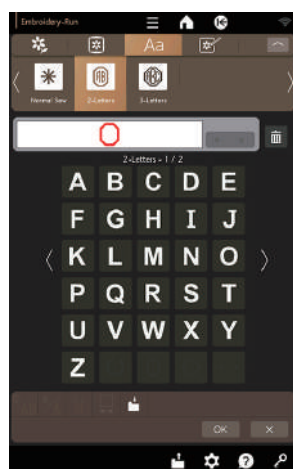 Embroidery-Run
Aa
Normal Sew 2-Letters 3-Letters
2-Letters - 1 / 2
A B C D E
F G H I J
K L M N O
P Q R S T
U V W X Y
Z
OK